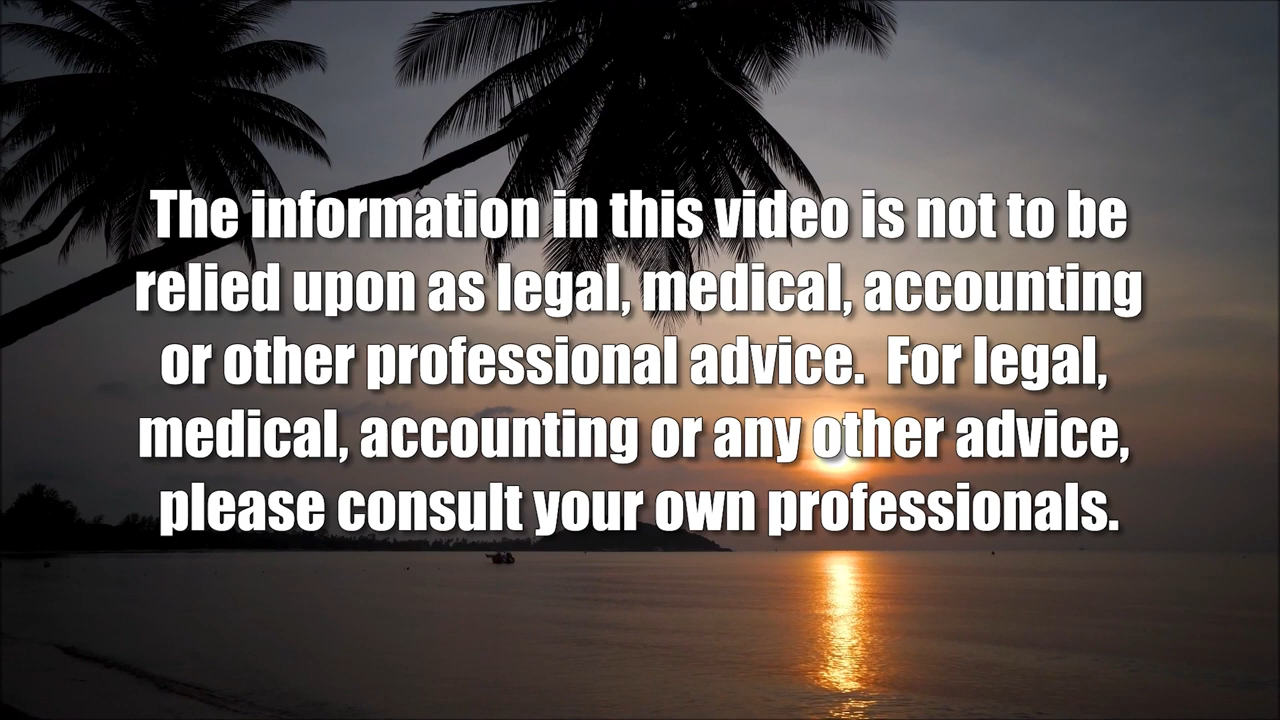 The information in this video is not to be
relied upon as legal, medical, accounting
or other professional advice.  For legal,
medical, accounting or any other advice,
please consult your own professionals.